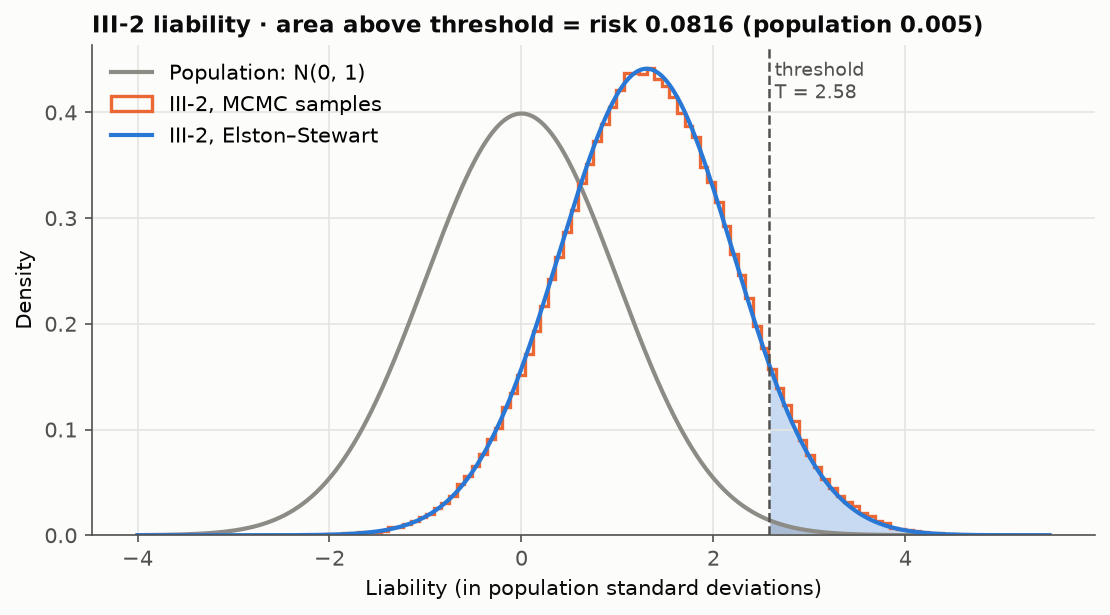 III-2 liability · area above threshold = risk 0.0816 (population 0.005)
Population: N(0, 1)
III-2, MCMC samples
III-2, Elston–Stewart
threshold
T = 2.58
Density
0.4
0.3
0.2
0.1
0.0
−4
−2
0
2
4
Liability (in population standard deviations)